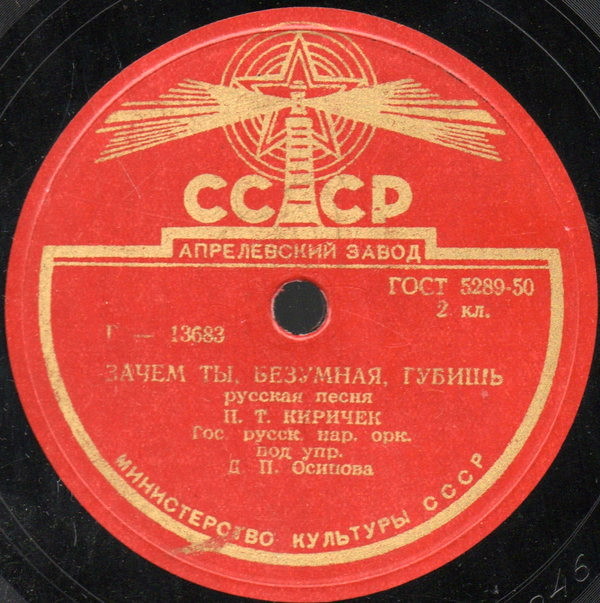 СССР
АПРЕЛЕВСКИЙ ЗАВОД
ГОСТ 5289-50
2 кл.
Г — 13683
ЗАЧЕМ ТЫ, БЕЗУМНАЯ, ГУБИШЬ
русская песня
П. Т. КИРИЧЕК
Гос. русск. нар. орк.
под упр.
Д. П. Осипова
МИНИСТЕРСТВО КУЛЬТУРЫ СССР